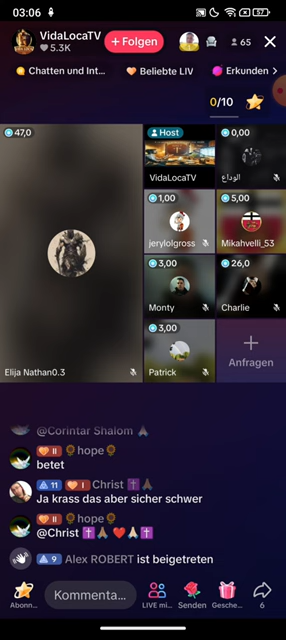 03:06
57
VidaLocaTV
5.3K
+ Folgen
65
Chatten und Int...
Beliebte LIV
Erkunden >
0/10
47,0
Host
VidaLocaTV
0,00
الوداع
1,00
jerylolgross
5,00
Mikahvelli_53
3,00
Monty
26,0
Charlie
3,00
Patrick
Anfragen
Elija Nathan0.3
@Corintar Shalom 🙏🏽
II 🌻hope🌻
betet
11 I Christ ✝️🙏🏽
Ja krass das aber sicher schwer
II 🌻hope🌻
@Christ ✝️🙏🏽❤️🙏🏽✝️
9 Alex ROBERT ist beigetreten
Abonn...
Kommenta...
LIVE mi...
Senden
Gesche...
6